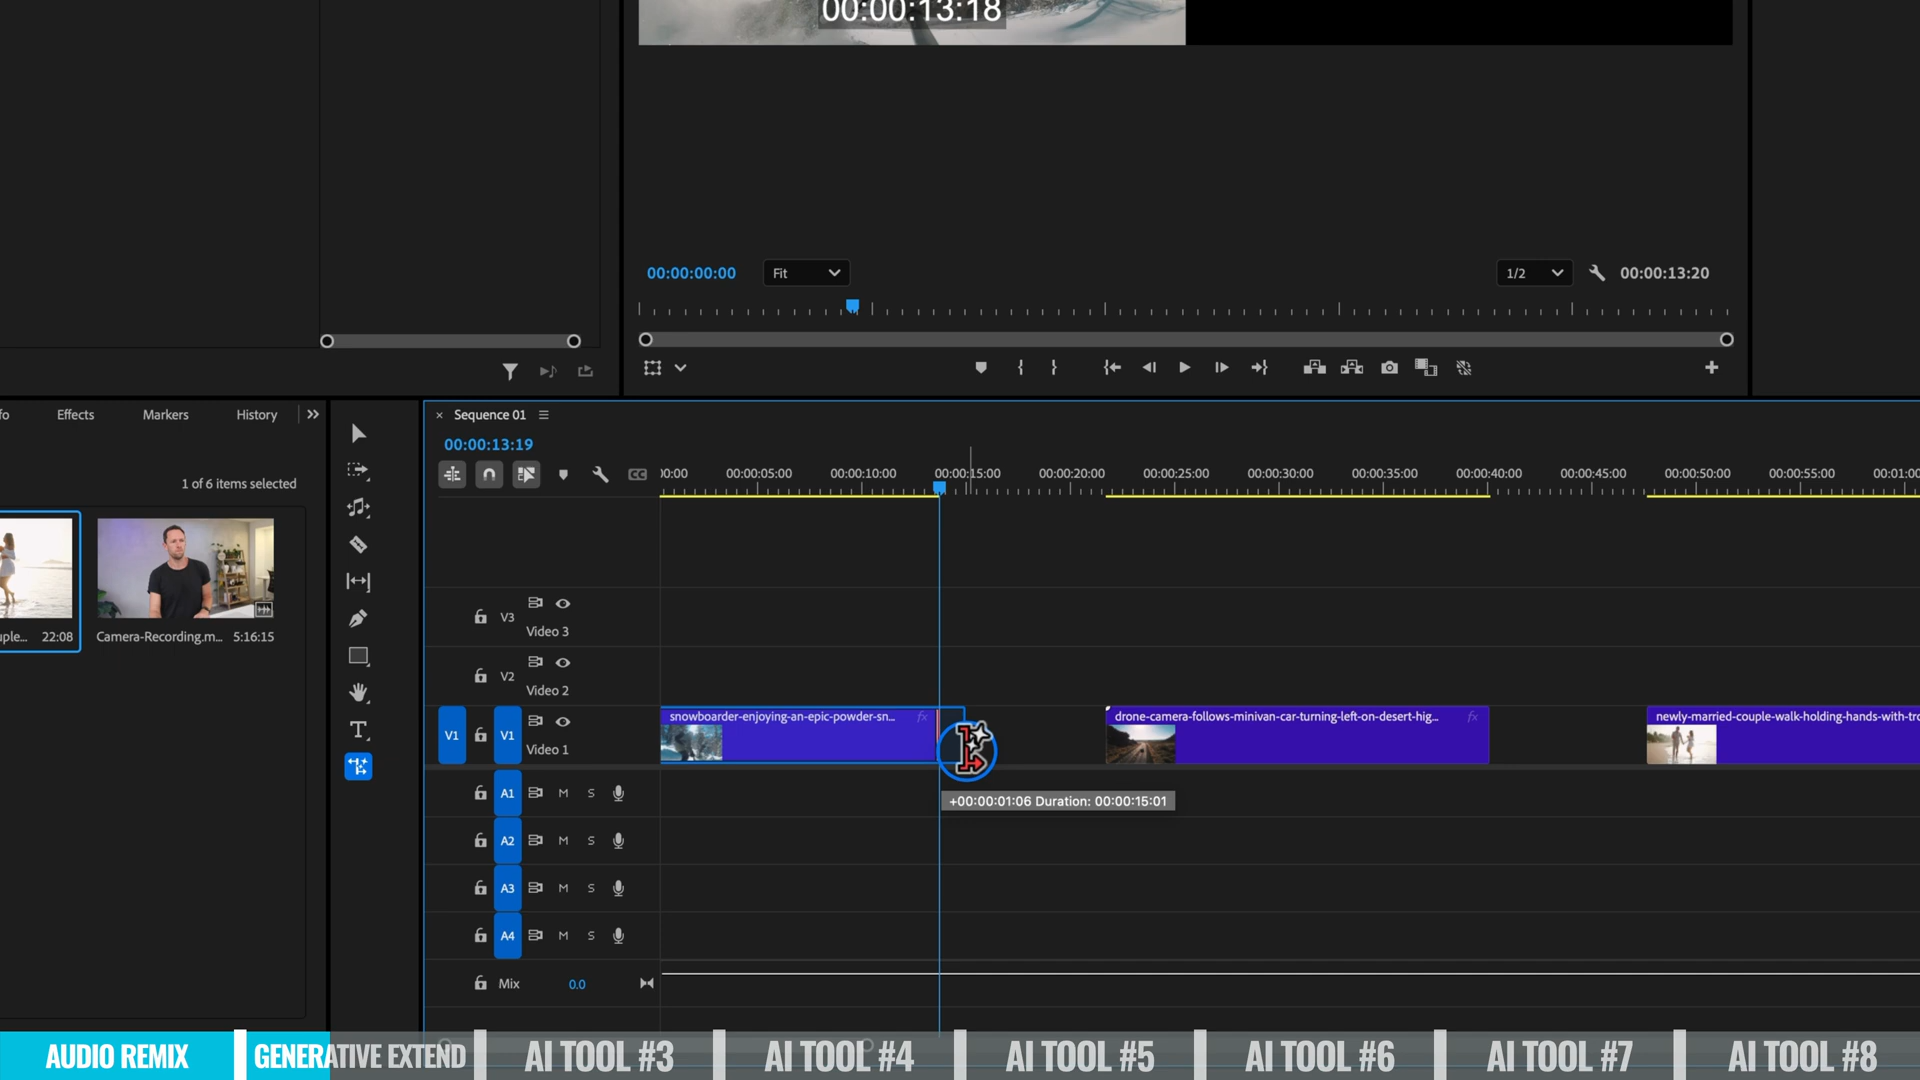 00:00:13:18
00:00:00:00
Fit
1/2
00:00:13:20
fo
Effects
Markers
History
Sequence 01
00:00:13:19
1 of 6 items selected
00:00
00:00:05:00
00:00:10:00
00:00:15:00
00:00:20:00
00:00:25:00
00:00:30:00
00:00:35:00
00:00:40:00
00:00:45:00
00:00:50:00
00:00:55:00
00:01:00
CC
uple...
22:08
Camera-Recording.m...
5:16:15
V3
Video 3
V2
Video 2
V1
V1
Video 1
snowboarder-enjoying-an-epic-powder-sn...
fx
drone-camera-follows-minivan-car-turning-left-on-desert-hig...
fx
newly-married-couple-walk-holding-hands-with-tro
+00:00:01:06 Duration: 00:00:15:01
A1
M
S
A2
M
S
A3
M
S
A4
M
S
Mix
0.0
AUDIO REMIX
GENERATIVE EXTEND
AI TOOL #3
AI TOOL #4
AI TOOL #5
AI TOOL #6
AI TOOL #7
AI TOOL #8